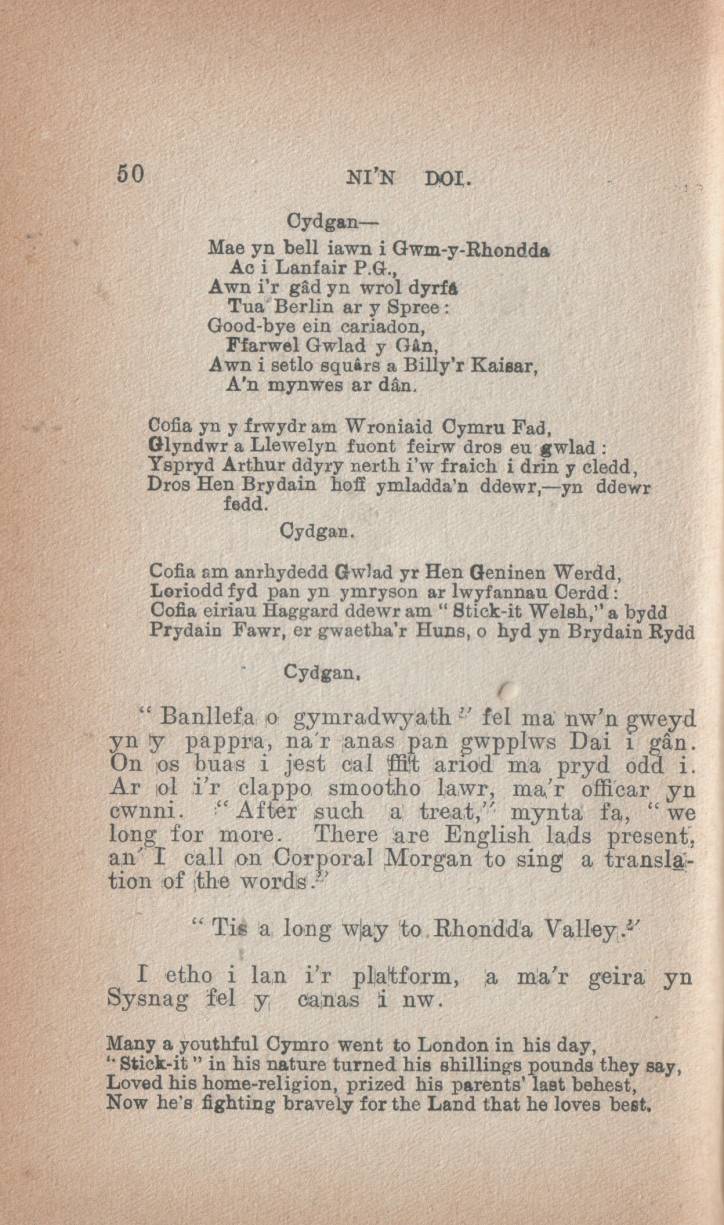 50 NI'N DOI.
Cydgan—
Mae yn bell iawn i Gwm-y-Rhondda
Ac i Lanfair P.G.,
Awn i'r gâd yn wrol dyrfa
Tua Berlin ar y Spree:
Good-bye ein cariadon,
Ffarwel Gwlad y Gân,
Awn i setlo squârs a Billy'r Kaisar,
A'n mynwes ar dân.
Cofia yn y frwydr am Wroniaid Cymru Fad,
Glyndwr a Llewelyn fuont feirw dros eu gwlad:
Yspryd Arthur ddyry nerth i'w fraich i drin y cledd,
Dros Hen Brydain hoff ymladda'n ddewr,—yn ddewr
fedd.
Cydgan.
Cofia am anrhydedd Gwlad yr Hen Geninen Werdd,
Loriodd fyd pan yn ymryson ar lwyfannau Cerdd:
Cofia eiriau Haggard ddewr am "Stick-it Welsh," a bydd
Prydain Fawr, er gwaetha'r Huns, o hyd yn Brydain Rydd
Cydgan.
"Banllefa o gymradwyath" fel ma nw'n gweyd
yn y pappra, na'r anas pan gwpplws Dai i gân.
On os buas i jest cal ffit ariod ma pryd odd i.
Ar ol i'r clappo smootho lawr, ma'r officar yn
cwnni. "After such a treat," mynta fa, "we
long for more. There are English lads present,
an' I call on Corporal Morgan to sing a transla-
tion of the words."
"Tis a long way to Rhondda Valley."
I etho i lan i'r platform, a ma'r geira yn
Sysnag fel y canas i nw.
Many a youthful Cymro went to London in his day,
"Stick-it" in his nature turned his shillings pounds they say,
Loved his home-religion, prized his parents' last behest,
Now he's fighting bravely for the Land that he loves best.